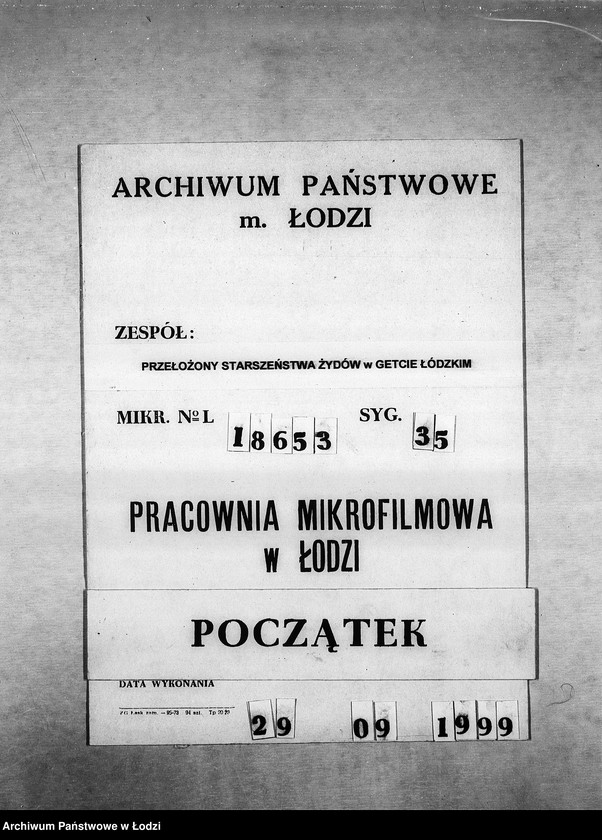 ARCHIWUM PAŃSTWOWE
m. ŁODZI
ZESPÓŁ:
PRZEŁOŻONY STARSZEŃSTWA ŻYDÓW w GETCIE ŁÓDZKIM
MIKR. № L 18653 SYG. 35
PRACOWNIA MIKROFILMOWA
w ŁODZI
POCZĄTEK
DATA WYKONANIA
29 09 1999
Archiwum Państwowe w Łodzi